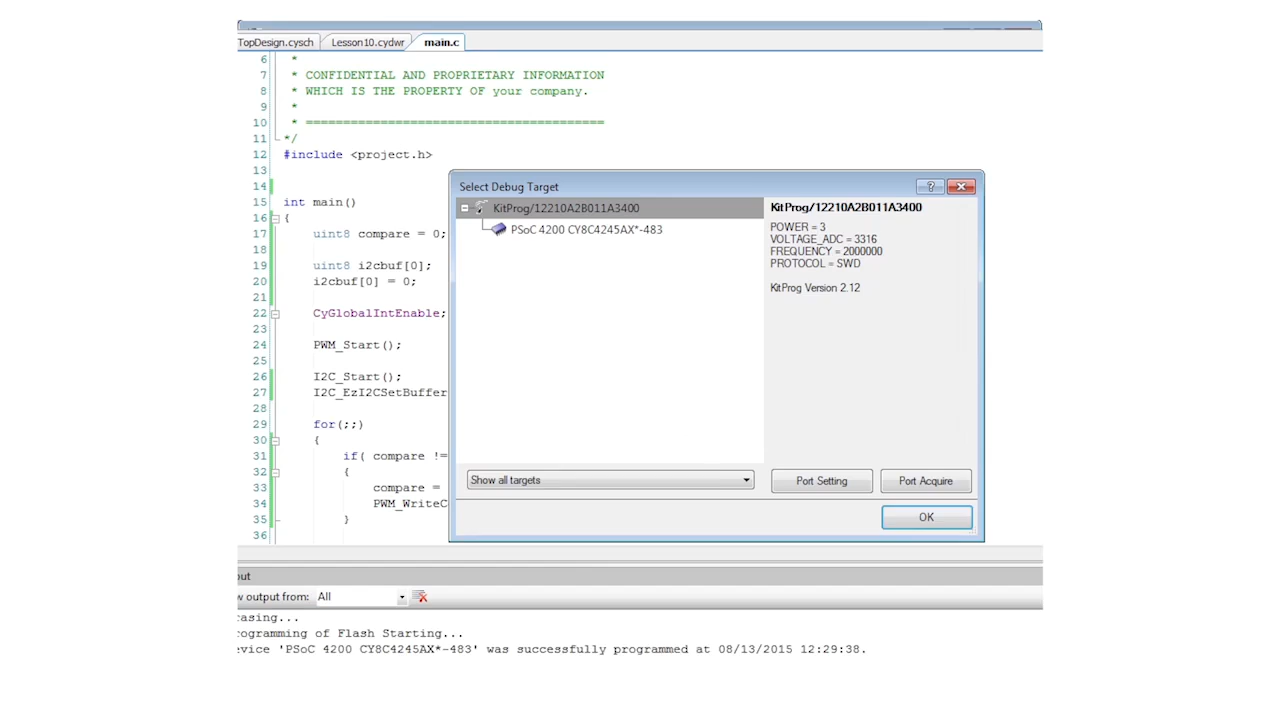 TopDesign.cysch Lesson10.cydwr main.c
6 *
7 * CONFIDENTIAL AND PROPRIETARY INFORMATION
8 * WHICH IS THE PROPERTY OF your company.
9 *
10 * ========================================
11 */
12 #include <project.h>
13
14
15 int main()
16 {
17 uint8 compare = 0;
18
19 uint8 i2cbuf[0];
20 i2cbuf[0] = 0;
21
22 CyGlobalIntEnable;
23
24 PWM_Start();
25
26 I2C_Start();
27 I2C_EzI2CSetBuffer
28
29 for(;;)
30 {
31 if( compare !=
32 {
33 compare =
34 PWM_WriteC
35 }
36
Select Debug Target
KitProg/12210A2B011A3400
PSoC 4200 CY8C4245AX*-483
Show all targets
KitProg/12210A2B011A3400
POWER = 3
VOLTAGE_ADC = 3316
FREQUENCY = 2000000
PROTOCOL = SWD
KitProg Version 2.12
Port Setting Port Acquire
OK
out
w output from: All
casing...
rogramming of Flash Starting...
evice 'PSoC 4200 CY8C4245AX*-483' was successfully programmed at 08/13/2015 12:29:38.